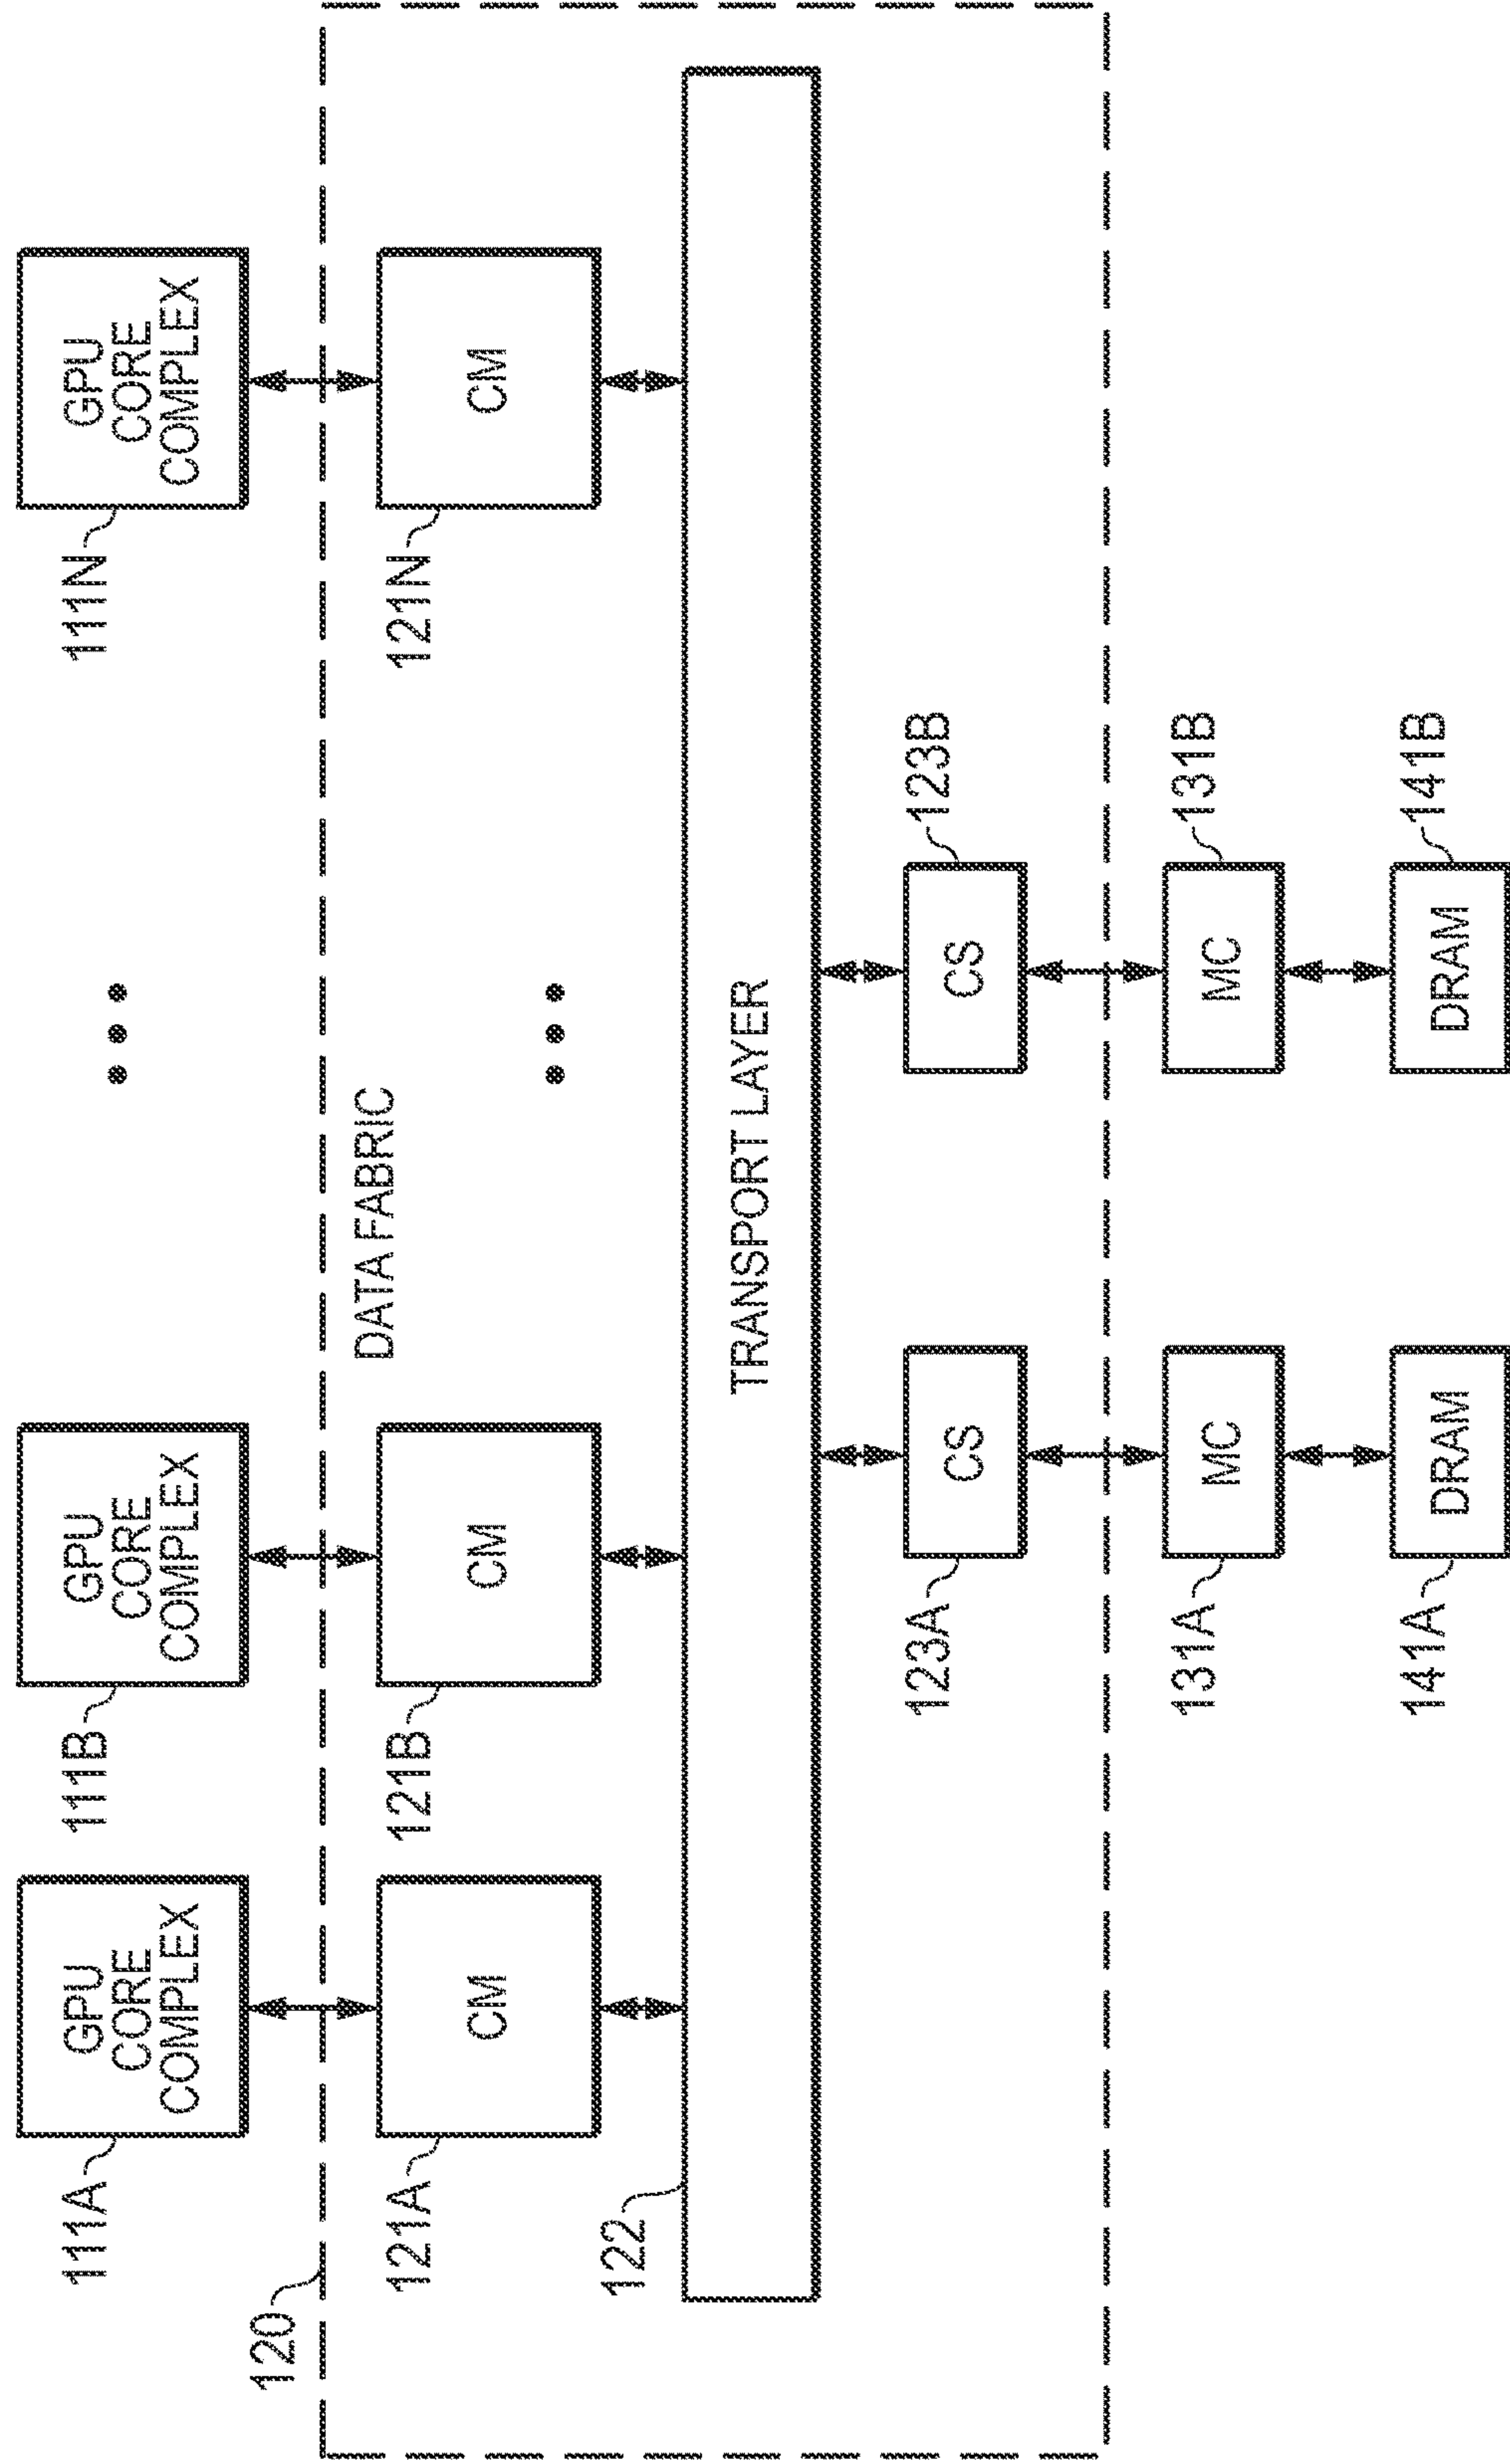 111A
GPU
CORE
COMPLEX
111B
GPU
CORE
COMPLEX
111N
GPU
CORE
COMPLEX
120
DATA FABRIC
121A
CM
121B
CM
121N
CM
122
TRANSPORT LAYER
123A
CS
CS
123B
131A
MC
MC
131B
141A
DRAM
DRAM
141B